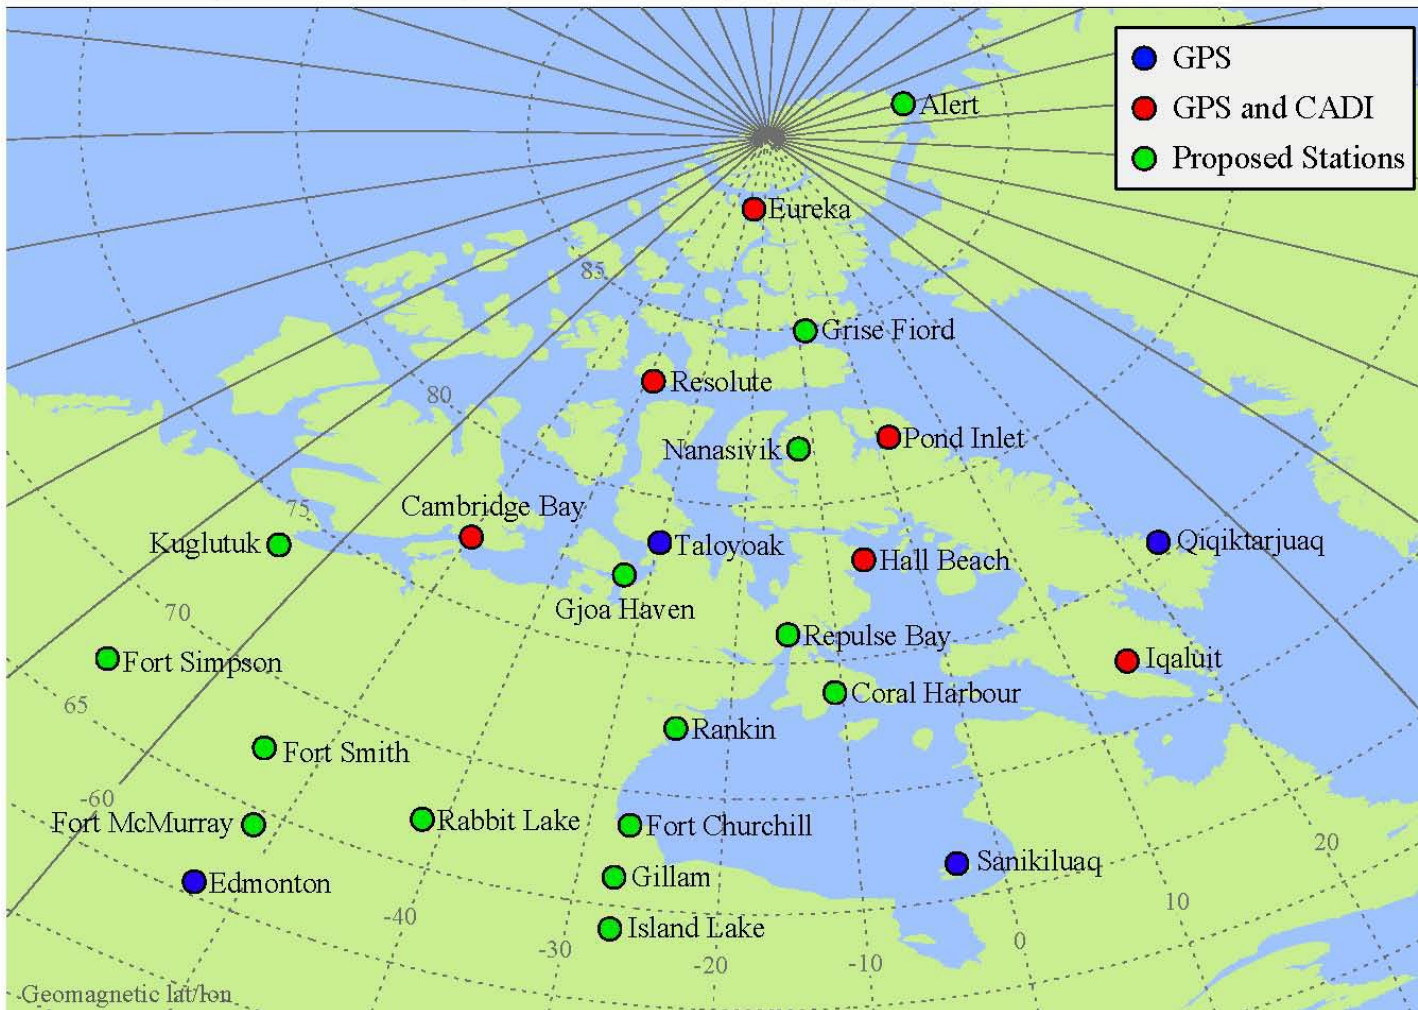 GPS
GPS and CADI
Proposed Stations
Alert
Eureka
85
Grise Fiord
Resolute
80
Nanasivik
Pond Inlet
Cambridge Bay
75
Kuglutuk
Taloyoak
Hall Beach
Qiqiktarjuaq
Gjoa Haven
70
Repulse Bay
Fort Simpson
Iqaluit
Coral Harbour
65
Rankin
Fort Smith
-60
Fort McMurray
Rabbit Lake
Fort Churchill
20
Sanikiluaq
Edmonton
Gillam
10
-40
Island Lake
0
-30
-20
-10
Geomagnetic lat/lon